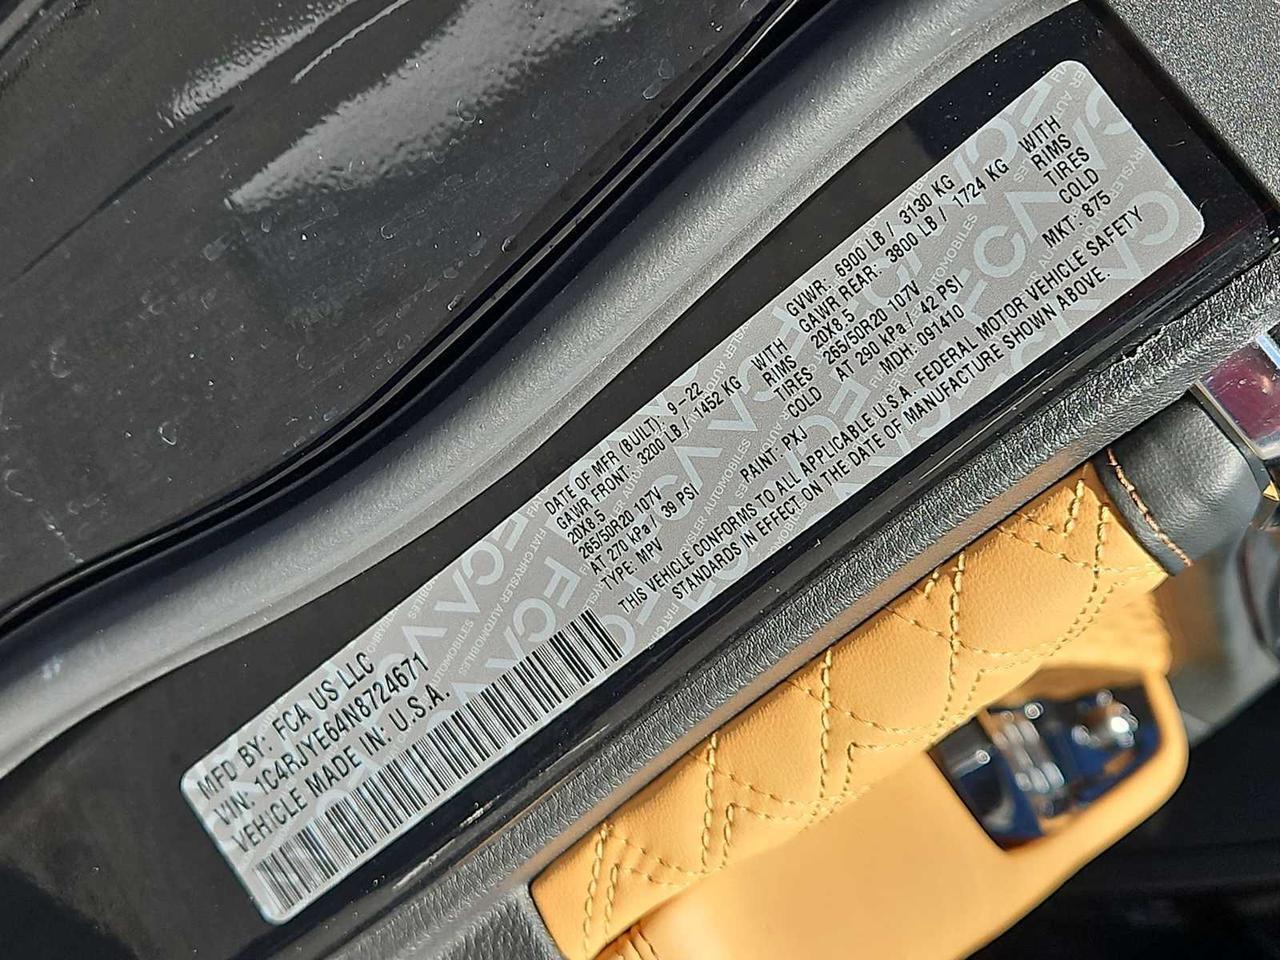 MFD BY: FCA US LLC
VIN: 1C4RJYE64N8724671
VEHICLE MADE IN: U.S.A.
DATE OF MFR (BUILT): 9-22 GVWR: 6900 LB / 3130 KG
GAWR FRONT: 3200 LB / 1452 KG WITH GAWR REAR: 3800 LB / 1724 KG WITH
20X8.5 RIMS 20X8.5 RIMS
265/50R20 107V TIRES 265/50R20 107V TIRES
AT 270 kPa / 39 PSI COLD AT 290 kPa / 42 PSI COLD
TYPE: MPV PAINT: PXJ MDH: 091410 MKT: 875
THIS VEHICLE CONFORMS TO ALL APPLICABLE U.S.A. FEDERAL MOTOR VEHICLE SAFETY
STANDARDS IN EFFECT ON THE DATE OF MANUFACTURE SHOWN ABOVE.